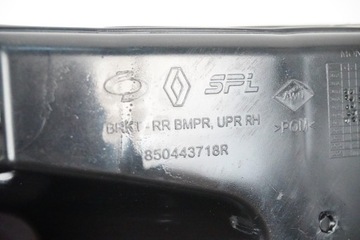 SPL
BRKT - RR BMPR, UPR RH
>POM<
850443718R